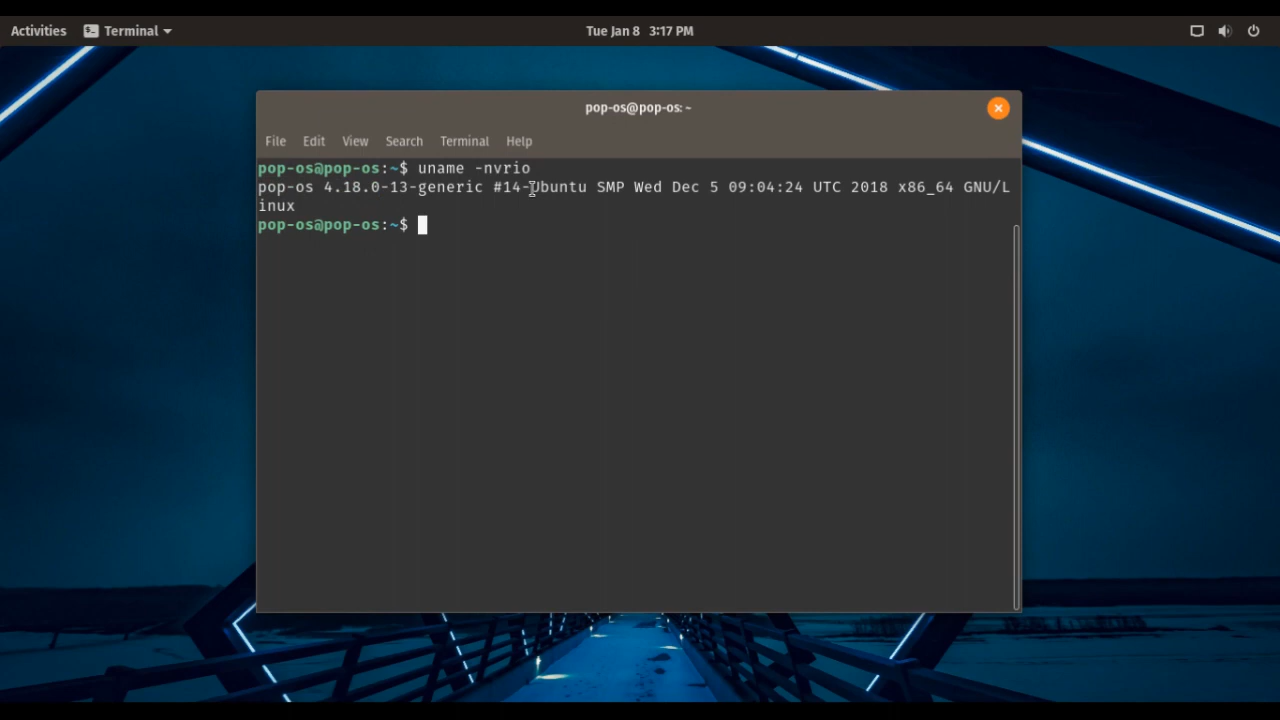 Activities Terminal Tue Jan 8 3:17 PM
pop-os@pop-os: ~
File Edit View Search Terminal Help
pop-os@pop-os:~$ uname -nvrio
pop-os 4.18.0-13-generic #14-Ubuntu SMP Wed Dec 5 09:04:24 UTC 2018 x86_64 GNU/L
inux
pop-os@pop-os:~$